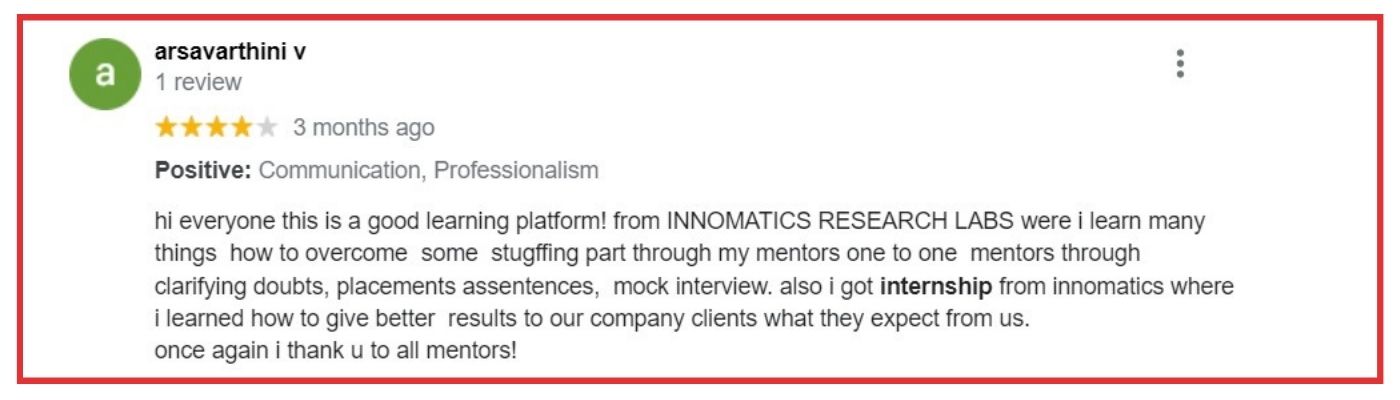 a
arsavarthini v
1 review
3 months ago
Positive: Communication, Professionalism
hi everyone this is a good learning platform! from INNOMATICS RESEARCH LABS were i learn many
things  how to overcome  some  stugffing part through my mentors one to one  mentors through
clarifying doubts, placements assentences,  mock interview. also i got internship from innomatics where
i learned how to give better  results to our company clients what they expect from us.
once again i thank u to all mentors!